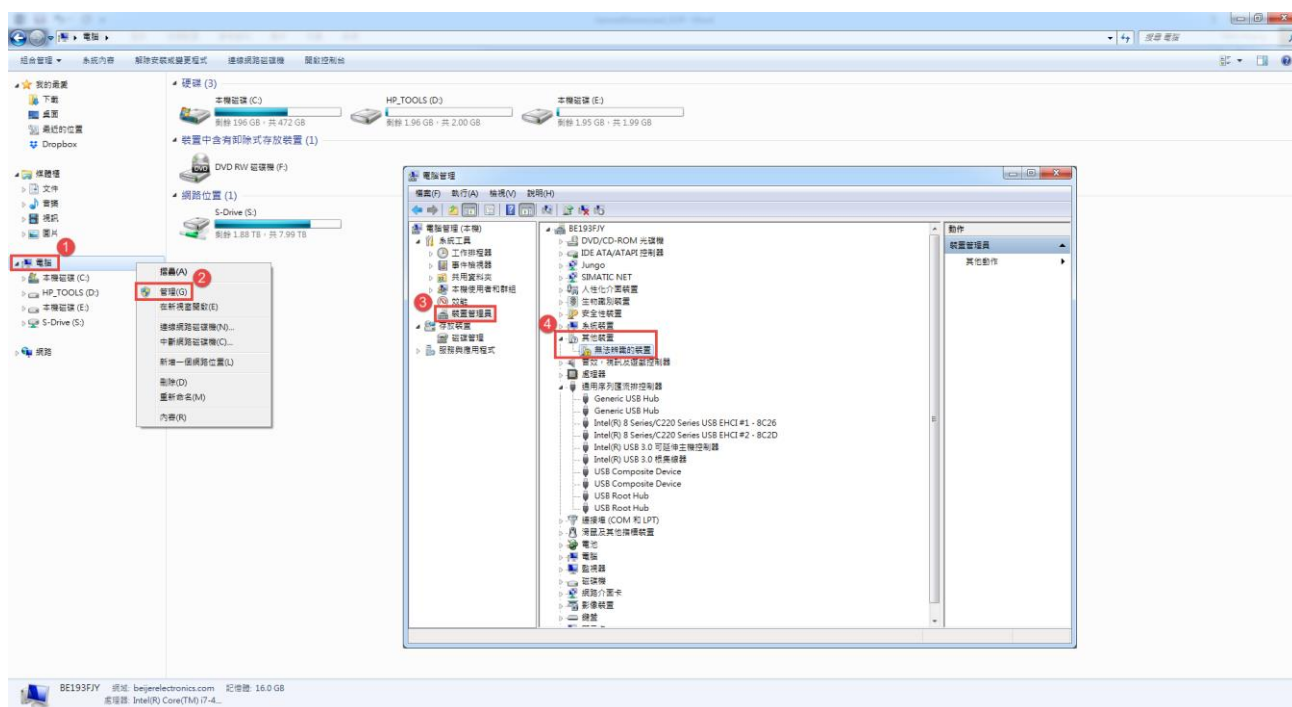 電腦
搜尋 電腦
組合管理 系統內容 解除安裝或變更程式 連線網路磁碟機 開啟控制台
我的最愛
下載
桌面
最近的位置
Dropbox
媒體櫃
文件
音樂
視訊
圖片
1
電腦
本機磁碟 (C:)
HP_TOOLS (D:)
本機磁碟 (E:)
S-Drive (S:)
網路
硬碟 (3)
本機磁碟 (C:)
剩餘 196 GB，共 472 GB
HP_TOOLS (D:)
剩餘 1.96 GB，共 2.00 GB
本機磁碟 (E:)
剩餘 1.95 GB，共 1.99 GB
裝置中含有卸除式存放裝置 (1)
DVD RW 磁碟機 (F:)
網路位置 (1)
S-Drive (S:)
剩餘 1.88 TB，共 7.99 TB
摺疊(A)
2
管理(G)
在新視窗開啟(E)
連線網路磁碟機(N)...
中斷網路磁碟機(C)...
新增一個網路位置(L)
刪除(D)
重新命名(M)
內容(R)
電腦管理
檔案(F) 執行(A) 檢視(V) 說明(H)
電腦管理 (本機)
系統工具
工作排程器
事件檢視器
共用資料夾
本機使用者和群組
3
效能
裝置管理員
存放裝置
磁碟管理
服務與應用程式
BE193FJY
DVD/CD-ROM 光碟機
IDE ATA/ATAPI 控制器
Jungo
SIMATIC NET
人性化介面裝置
生物識別裝置
安全性裝置
4
系統裝置
其他裝置
無法辨識的裝置
音效，視訊及遊戲控制器
處理器
通用序列匯流排控制器
Generic USB Hub
Generic USB Hub
Intel(R) 8 Series/C220 Series USB EHCI #1 - 8C26
Intel(R) 8 Series/C220 Series USB EHCI #2 - 8C2D
Intel(R) USB 3.0 可延伸主機控制器
Intel(R) USB 3.0 根集線器
USB Composite Device
USB Composite Device
USB Root Hub
USB Root Hub
連接埠 (COM 和 LPT)
滑鼠及其他指標裝置
電池
電腦
監視器
磁碟機
網路介面卡
影像裝置
鍵盤
動作
裝置管理員
其他動作
BE193FJY 網域: beijerelectronics.com 記憶體: 16.0 GB
處理器: Intel(R) Core(TM) i7-4...